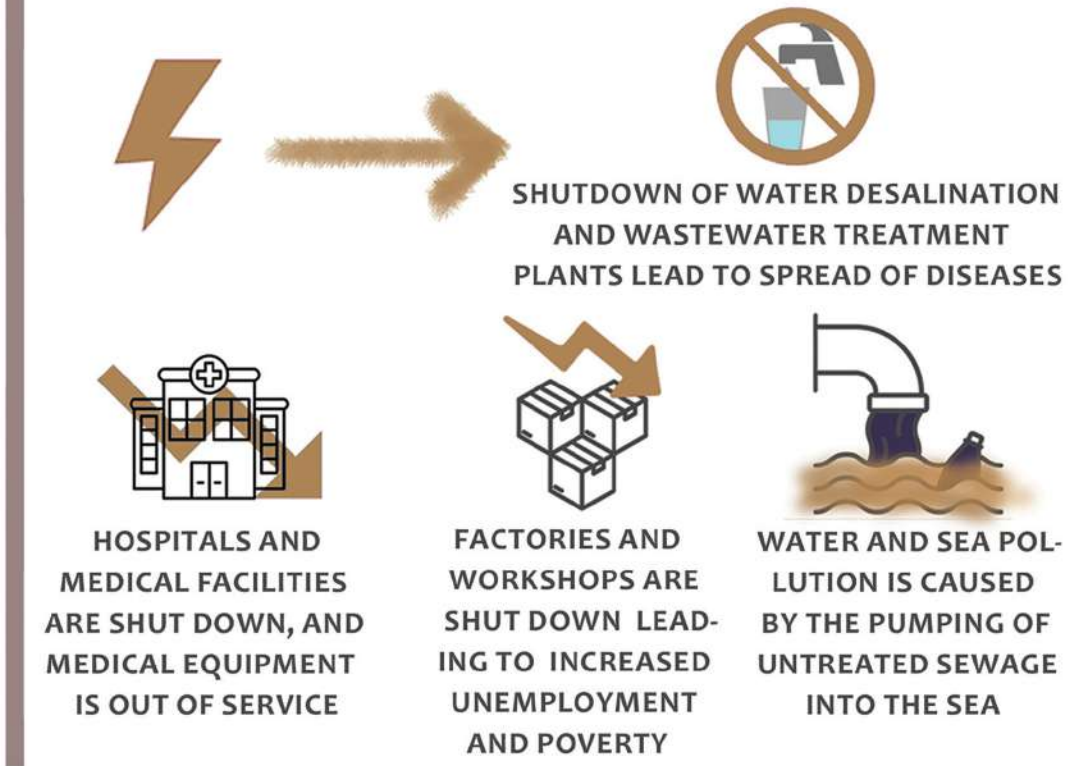 SHUTDOWN OF WATER DESALINATION
AND WASTEWATER TREATMENT
PLANTS LEAD TO SPREAD OF DISEASES
HOSPITALS AND
MEDICAL FACILITIES
ARE SHUT DOWN, AND
MEDICAL EQUIPMENT
IS OUT OF SERVICE
FACTORIES AND
WORKSHOPS ARE
SHUT DOWN LEAD-
ING TO INCREASED
UNEMPLOYMENT
AND POVERTY
WATER AND SEA POL-
LUTION IS CAUSED
BY THE PUMPING OF
UNTREATED SEWAGE
INTO THE SEA